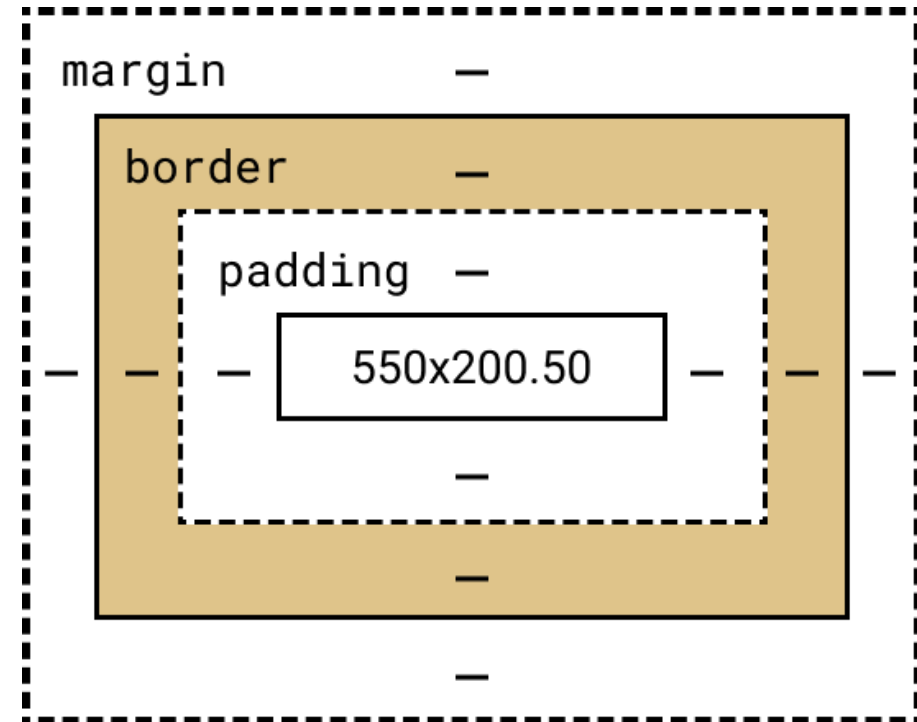 margin –
border –
padding –
– – – 550x200.50 – – –
–
–
–